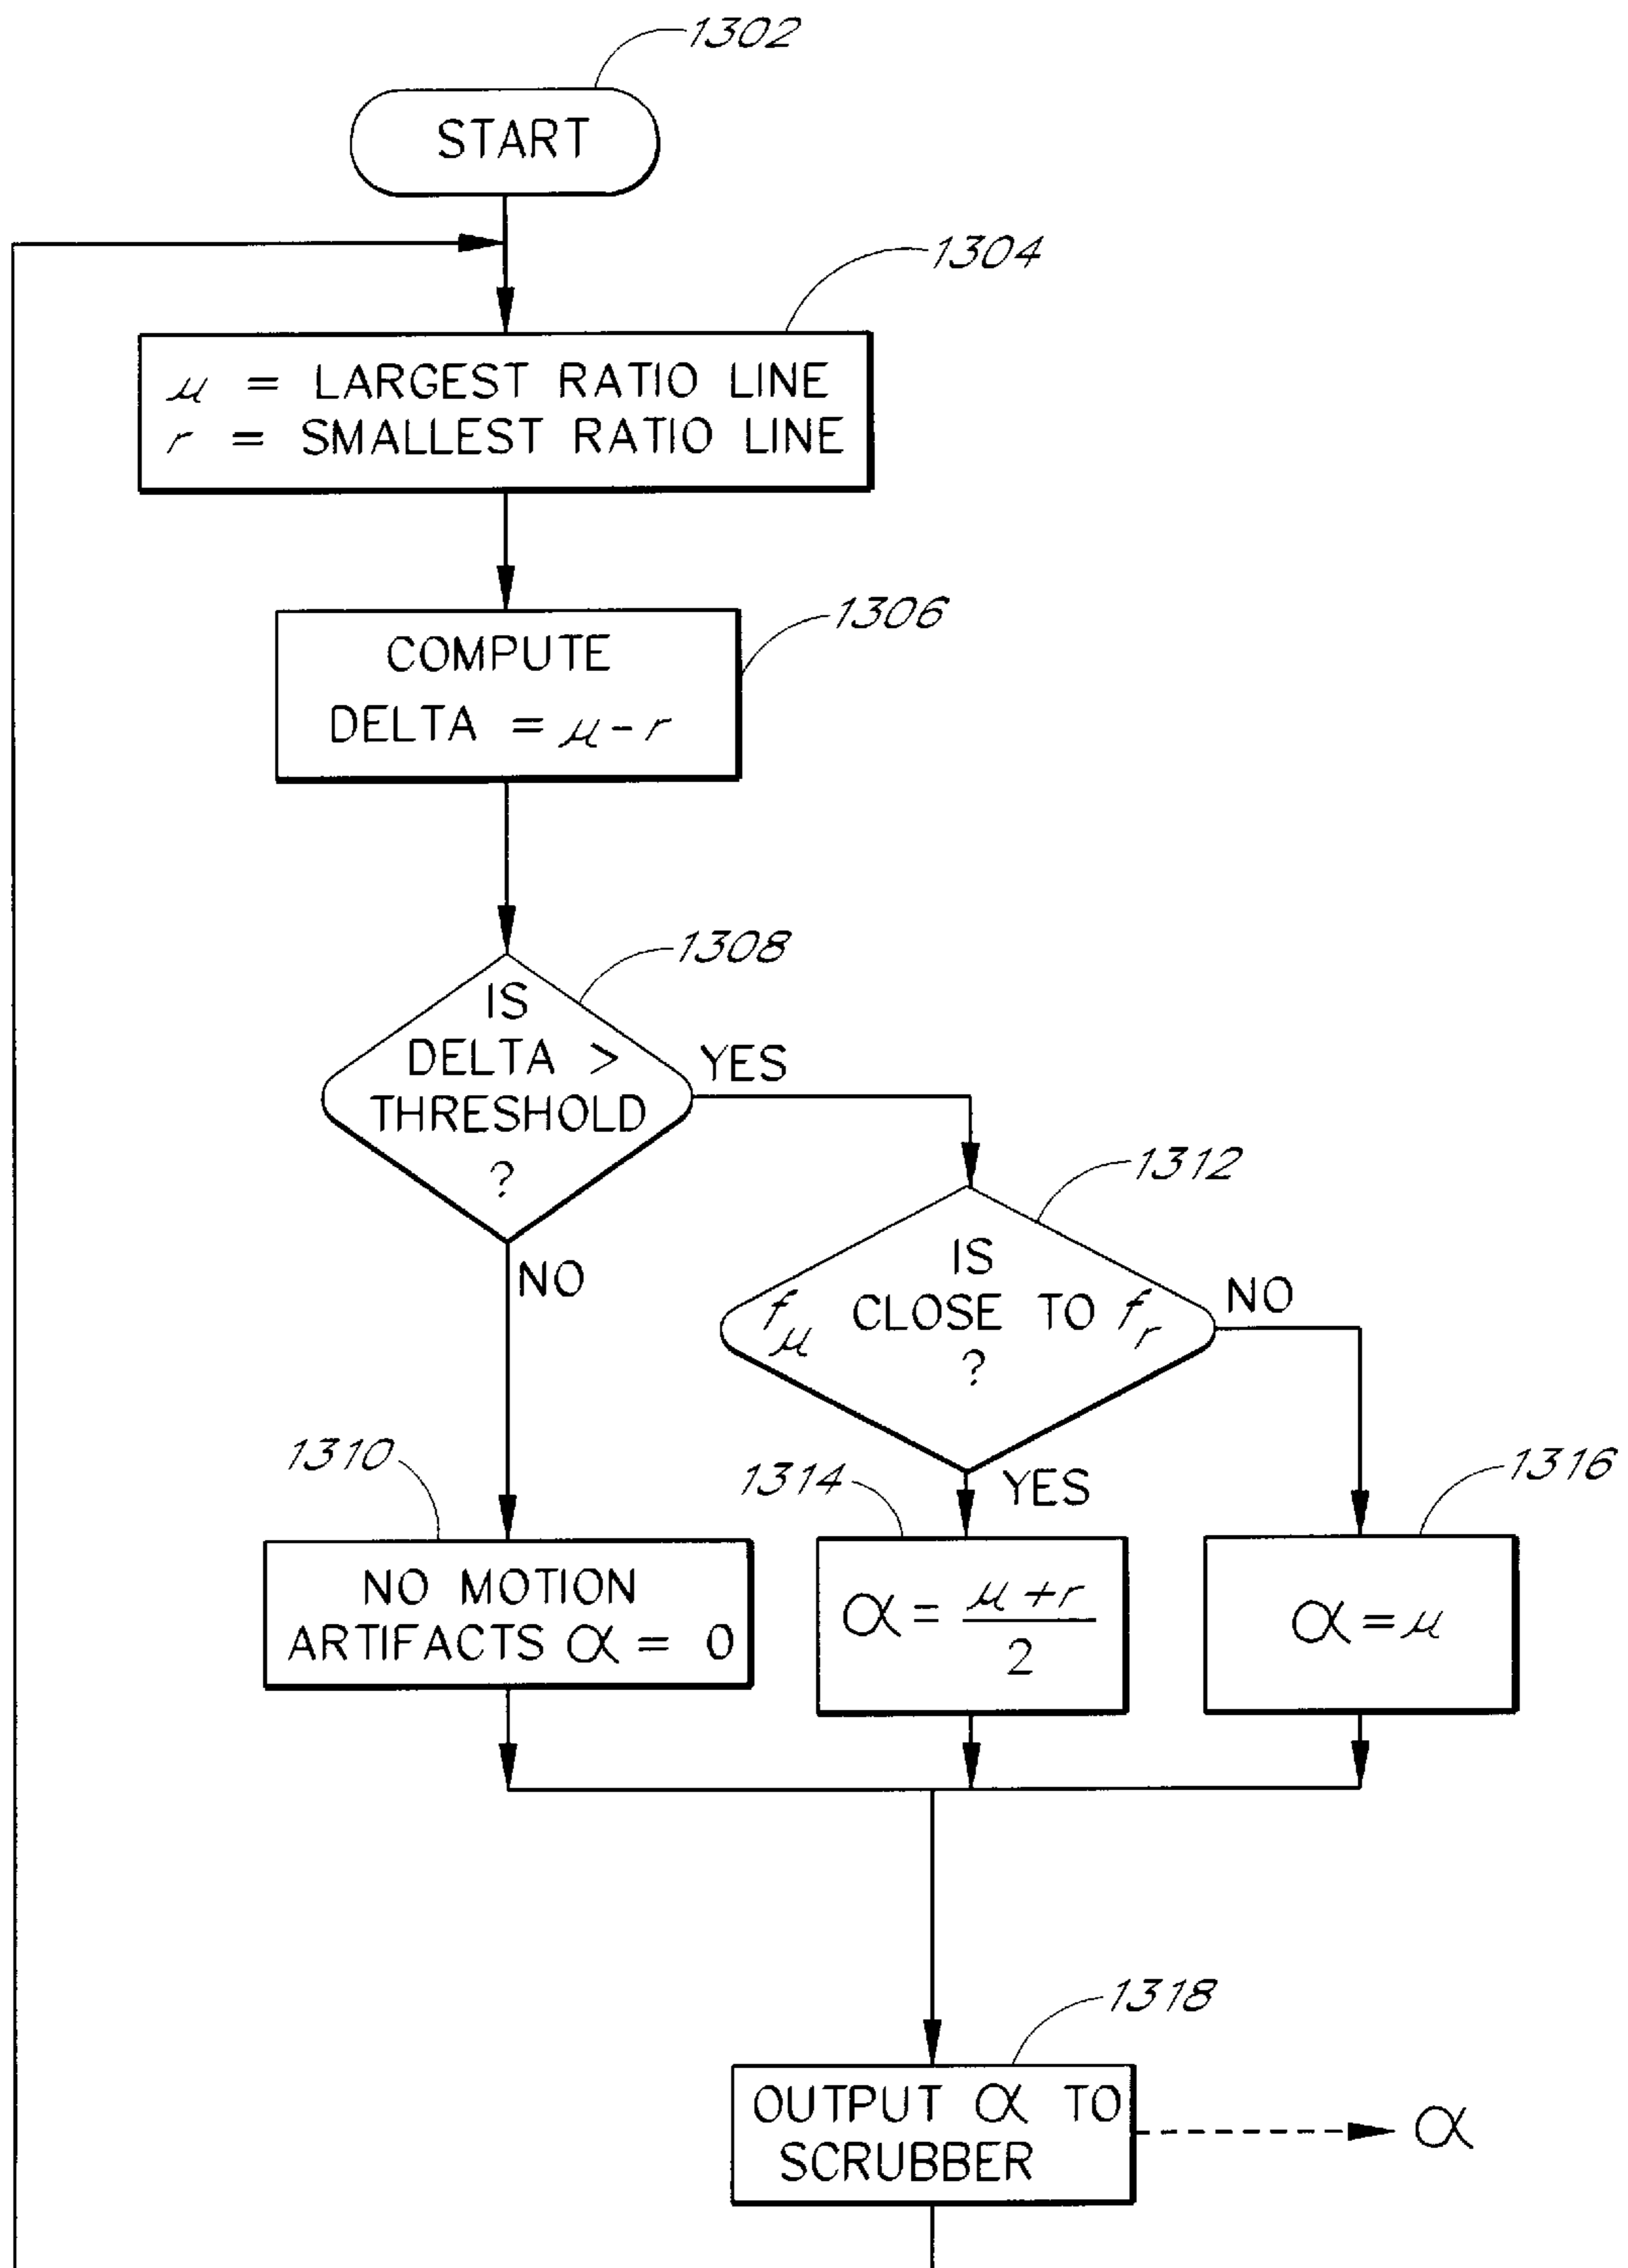 1302
START
1304
μ = LARGEST RATIO LINE
r = SMALLEST RATIO LINE
1306
COMPUTE
DELTA = μ - r
1308
IS
DELTA >
THRESHOLD
?
YES
NO
1312
IS
f_μ CLOSE TO f_r
?
NO
YES
1310
NO MOTION
ARTIFACTS α = 0
1314
α = (μ + r)/2
1316
α = μ
1318
OUTPUT α TO
SCRUBBER
α